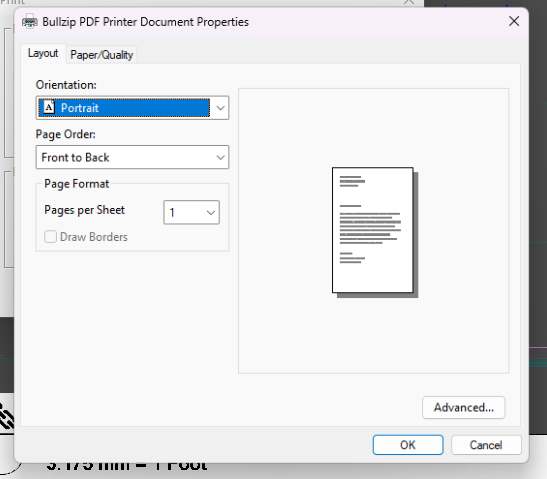 Print
Bullzip PDF Printer Document Properties
Layout
Paper/Quality
Orientation:
A Portrait
Page Order:
Front to Back
Page Format
Pages per Sheet
1
Draw Borders
Advanced...
OK
Cancel
3.175 mm = 1 Foot